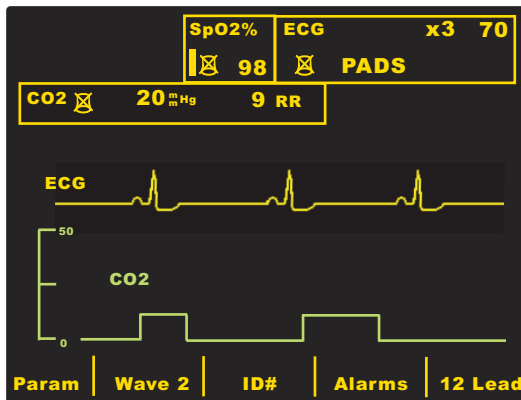 SpO2% ECG x3 70
98 PADS
CO2 20 mmHg 9 RR
ECG
50
CO2
0
Param Wave 2 ID# Alarms 12 Lead